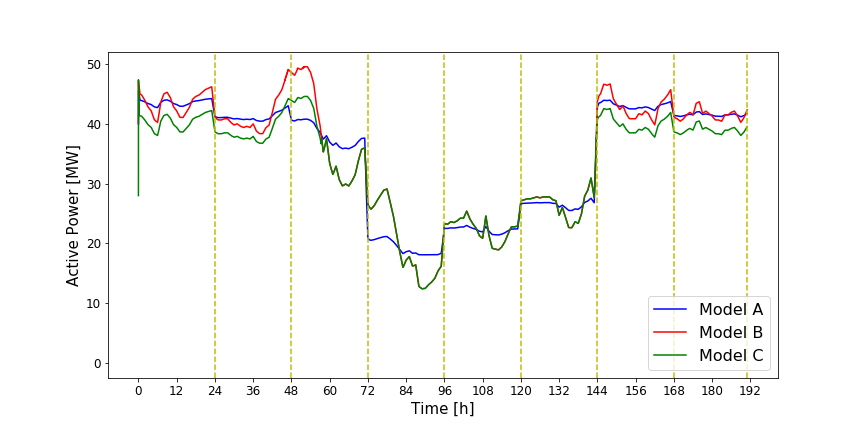 50
40
30
20
10
0
Active Power [MW]
Model A
Model B
Model C
0 12 24 36 48 60 72 84 96 108 120 132 144 156 168 180 192
Time [h]